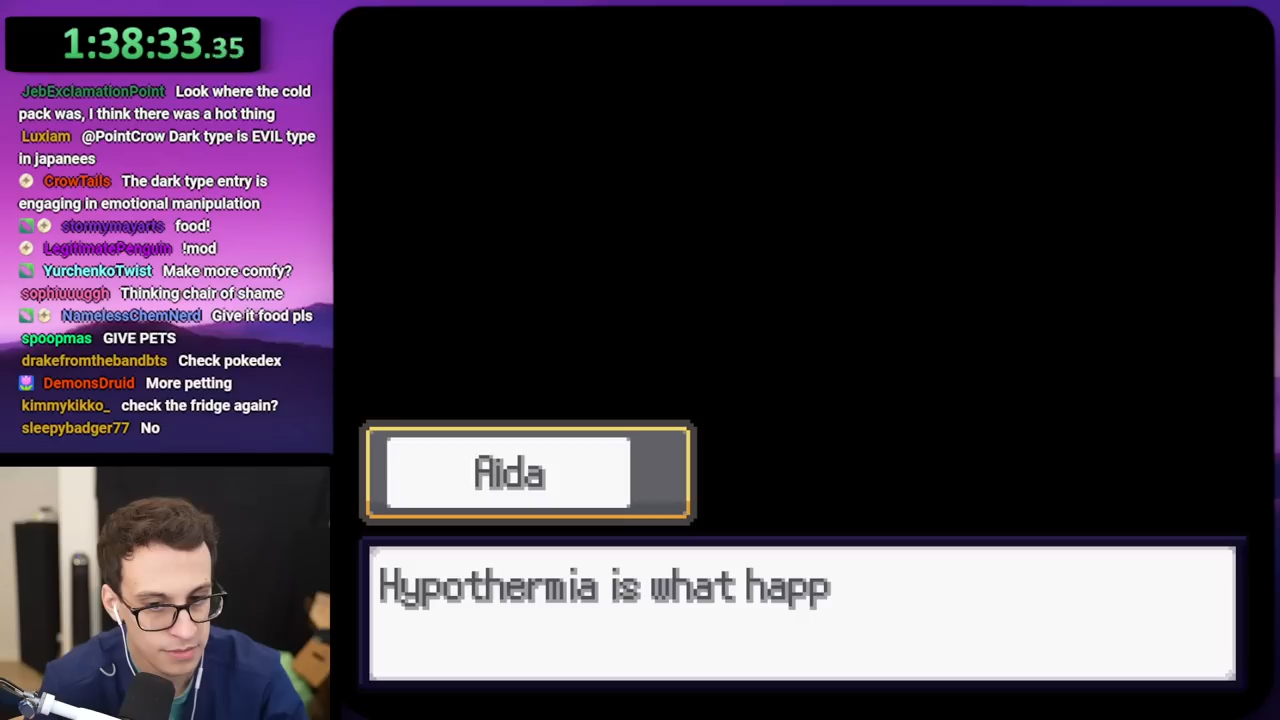 1:38:33.35
JebExclamationPoint Look where the cold
pack was, I think there was a hot thing
Luxiam @PointCrow Dark type is EVIL type
in japanees
CrowTails The dark type entry is
engaging in emotional manipulation
stormymayarts food!
LegitimatePenguin !mod
YurchenkoTwist Make more comfy?
sophiuuuggh Thinking chair of shame
NamelessChemNerd Give it food pls
spoopmas GIVE PETS
drakefromthebandbts Check pokedex
DemonsDruid More petting
kimmykikko_ check the fridge again?
sleepybadger77 No
Aida
Hypothermia is what happ